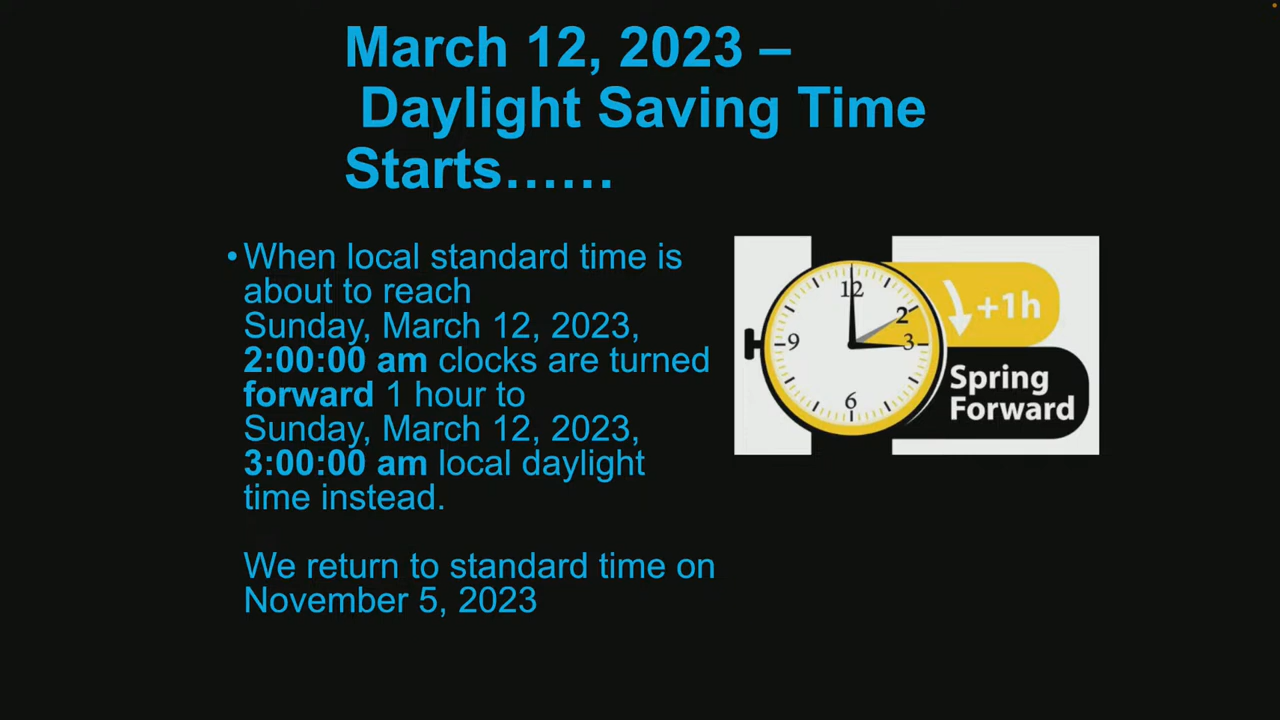 March 12, 2023 –
Daylight Saving Time
Starts......
•When local standard time is
about to reach
Sunday, March 12, 2023,
2:00:00 am clocks are turned
forward 1 hour to
Sunday, March 12, 2023,
3:00:00 am local daylight
time instead.
We return to standard time on
November 5, 2023
12
2
3
6
9
+1h
Spring
Forward